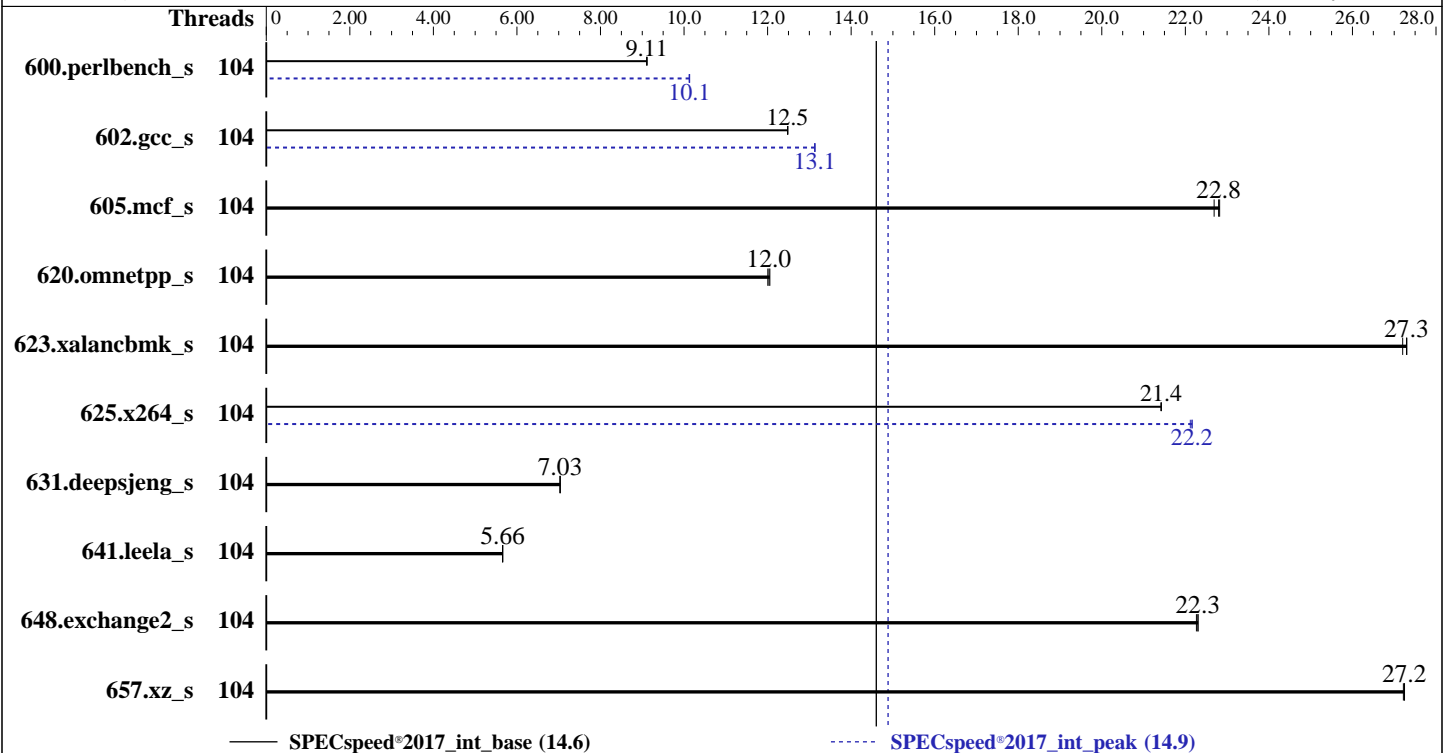 Threads 0 2.00 4.00 6.00 8.00 10.0 12.0 14.0 16.0 18.0 20.0 22.0 24.0 26.0 28.0
9.11
600.perlbench_s 104
10.1
12.5
602.gcc_s 104
13.1
22.8
605.mcf_s 104
12.0
620.omnetpp_s 104
27.3
623.xalancbmk_s 104
21.4
625.x264_s 104
22.2
7.03
631.deepsjeng_s 104
5.66
641.leela_s 104
22.3
648.exchange2_s 104
27.2
657.xz_s 104
SPECspeed®2017_int_base (14.6) SPECspeed®2017_int_peak (14.9)